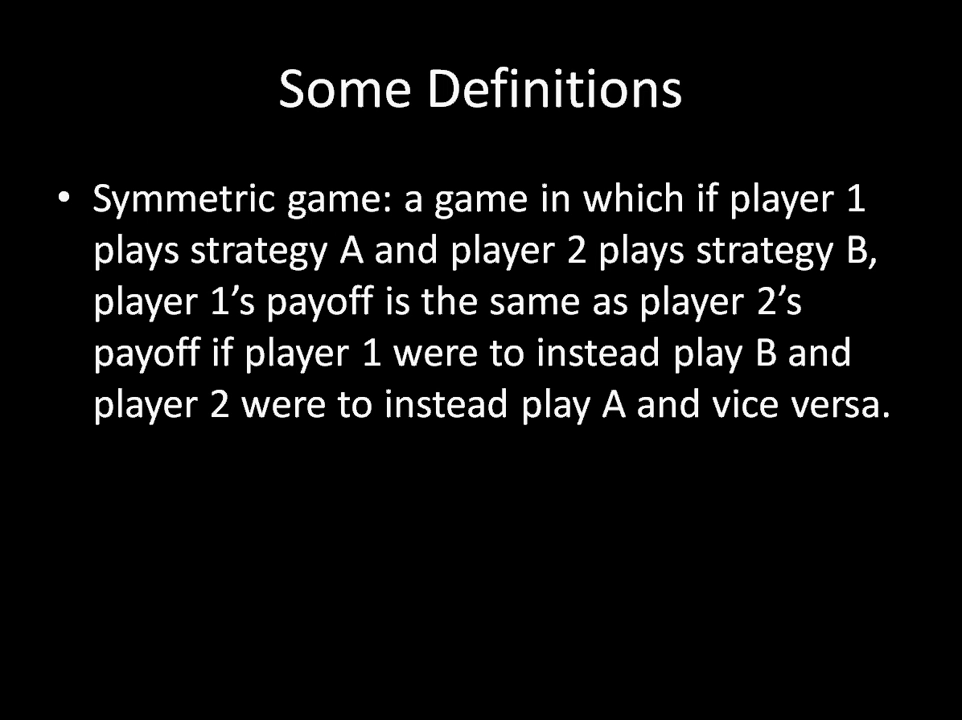 Some Definitions
• Symmetric game: a game in which if player 1
plays strategy A and player 2 plays strategy B,
player 1’s payoff is the same as player 2’s
payoff if player 1 were to instead play B and
player 2 were to instead play A and vice versa.